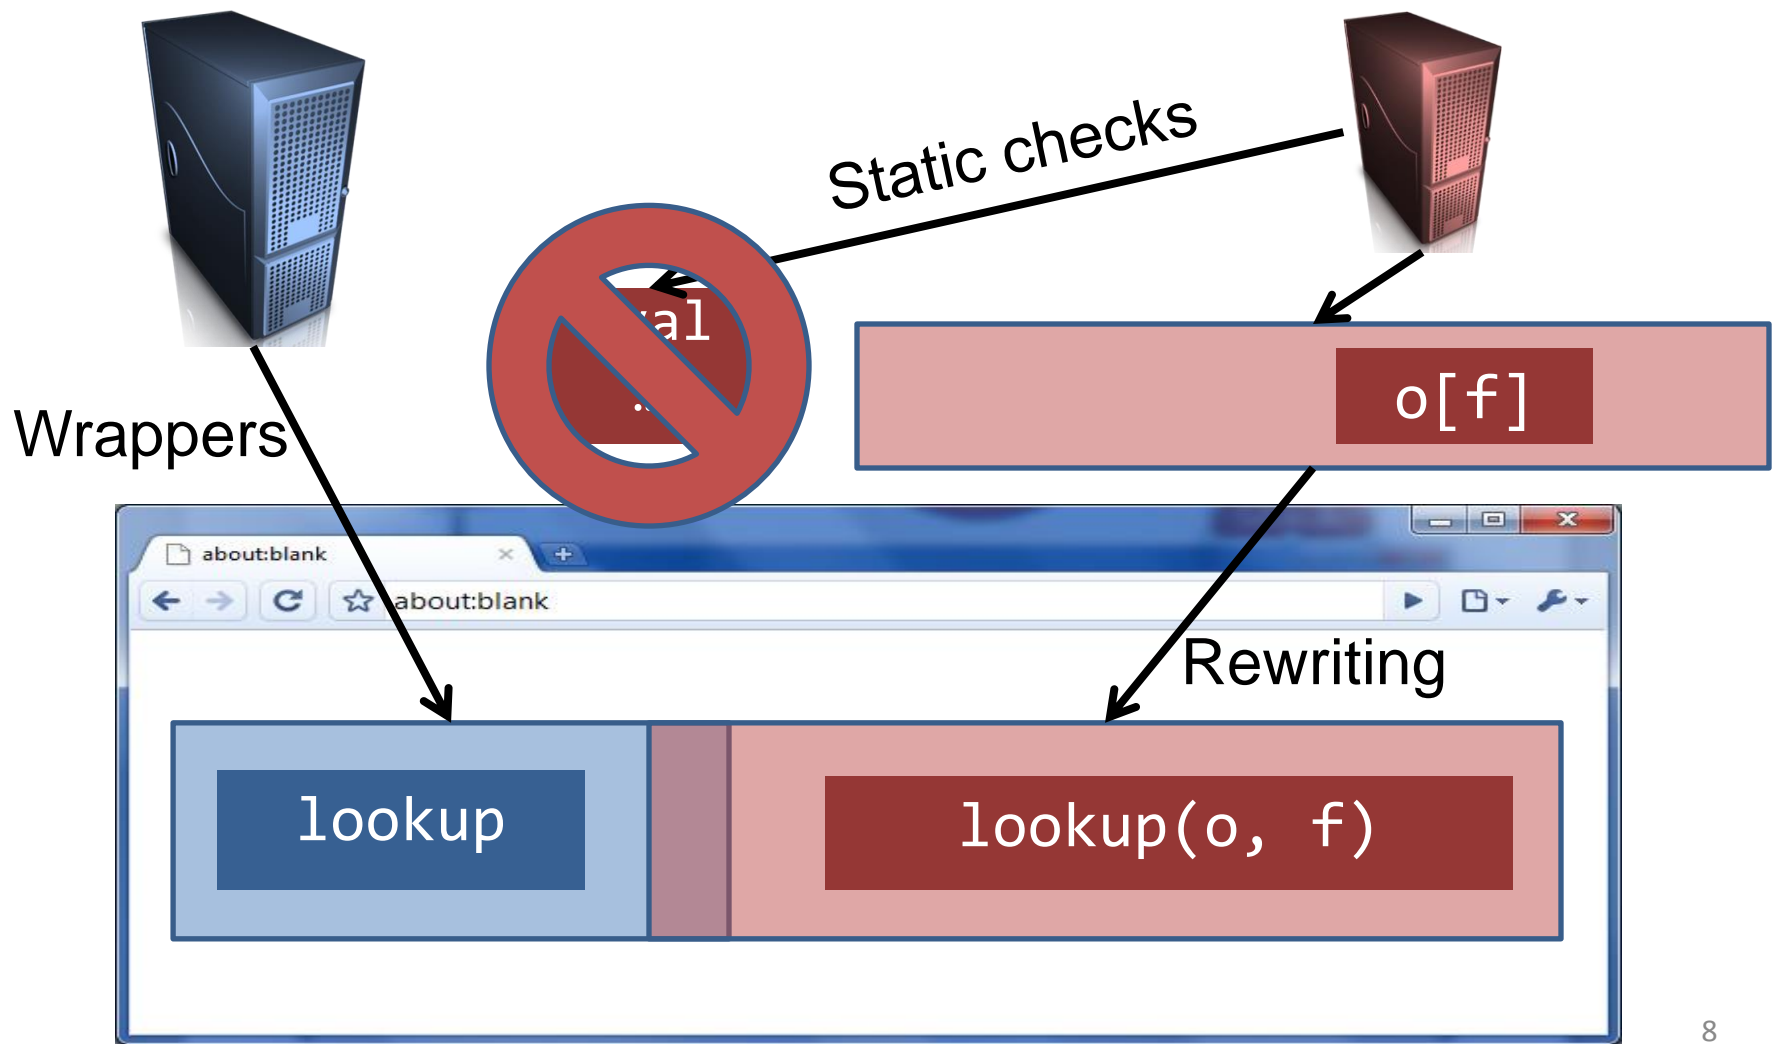 Static checks
o[f]
Wrappers
about:blank
about:blank
Rewriting
lookup
lookup(o, f)
8